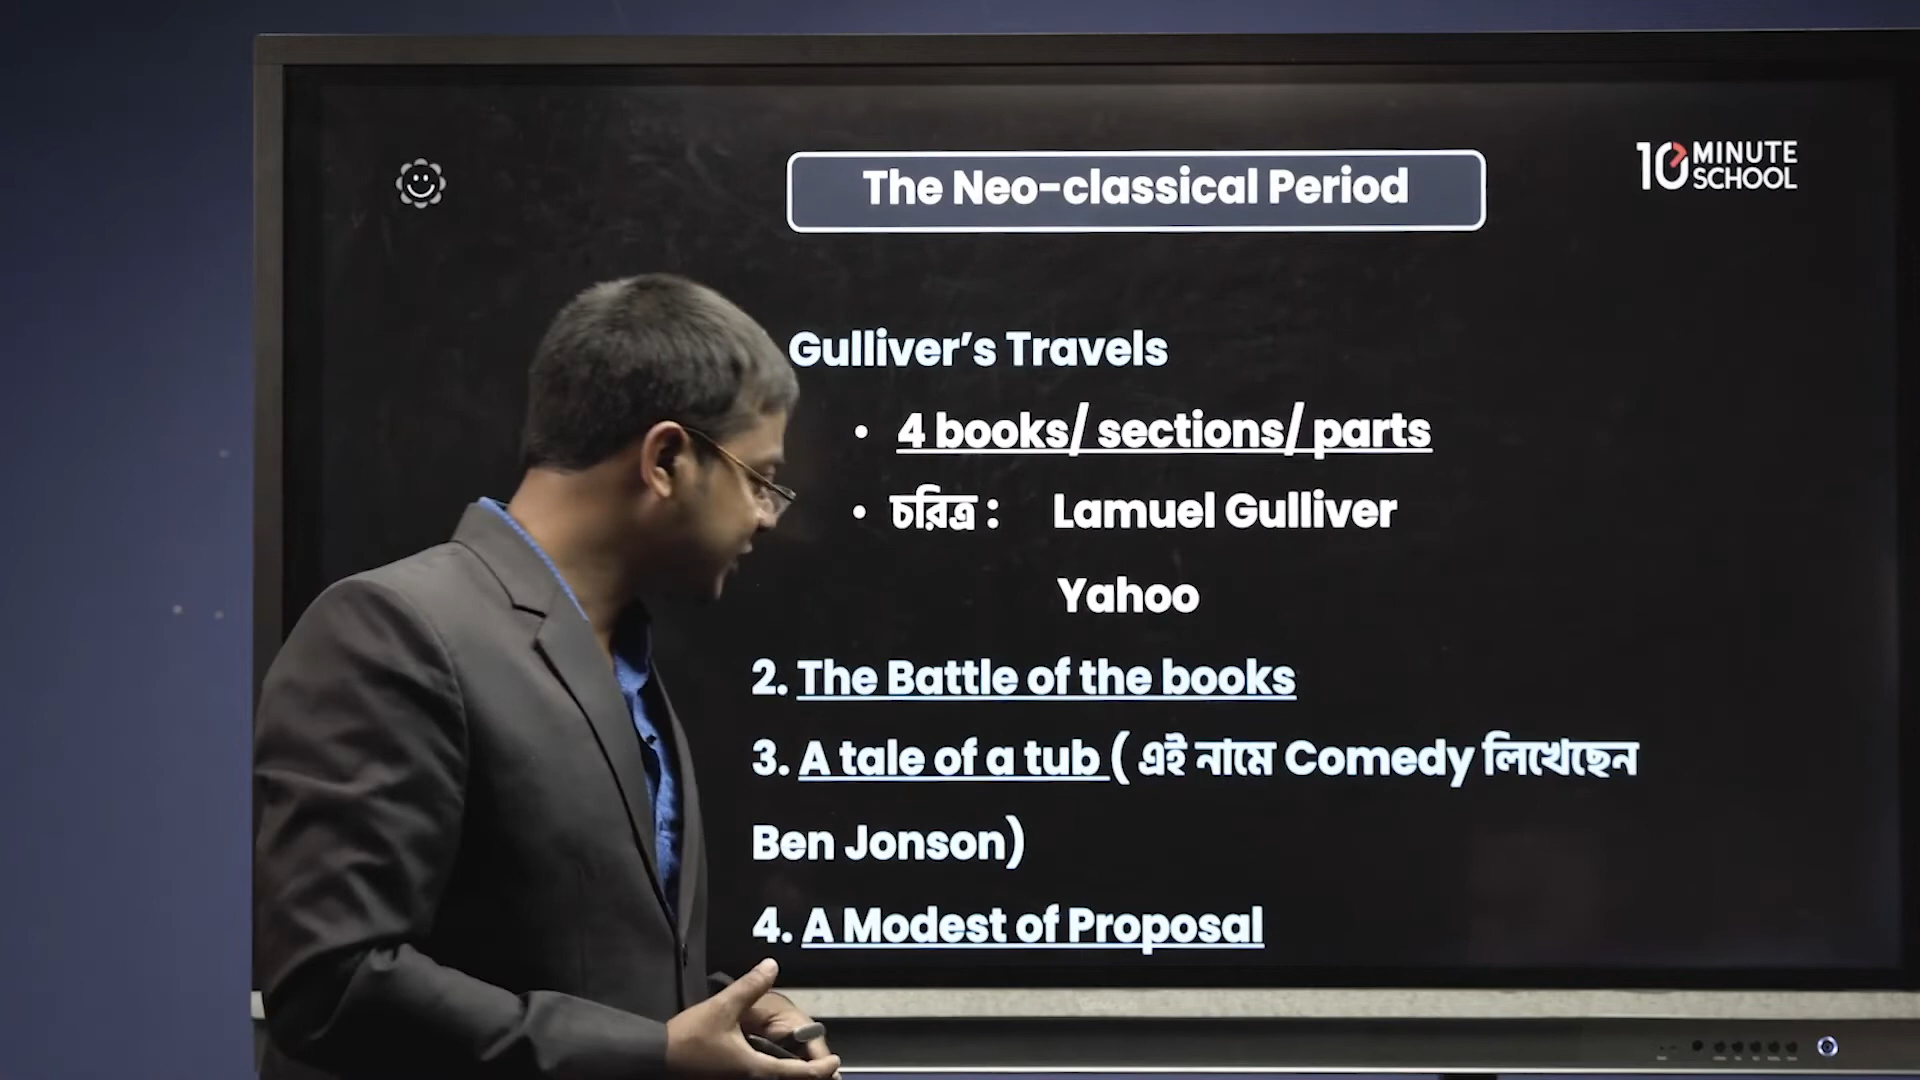 The Neo-classical Period
10 MINUTE SCHOOL
Gulliver's Travels
• 4 books/ sections/ parts
• চরিত্র : Lamuel Gulliver
Yahoo
2. The Battle of the books
3. A tale of a tub ( এই নামে Comedy লিখেছেন
Ben Jonson)
4. A Modest of Proposal